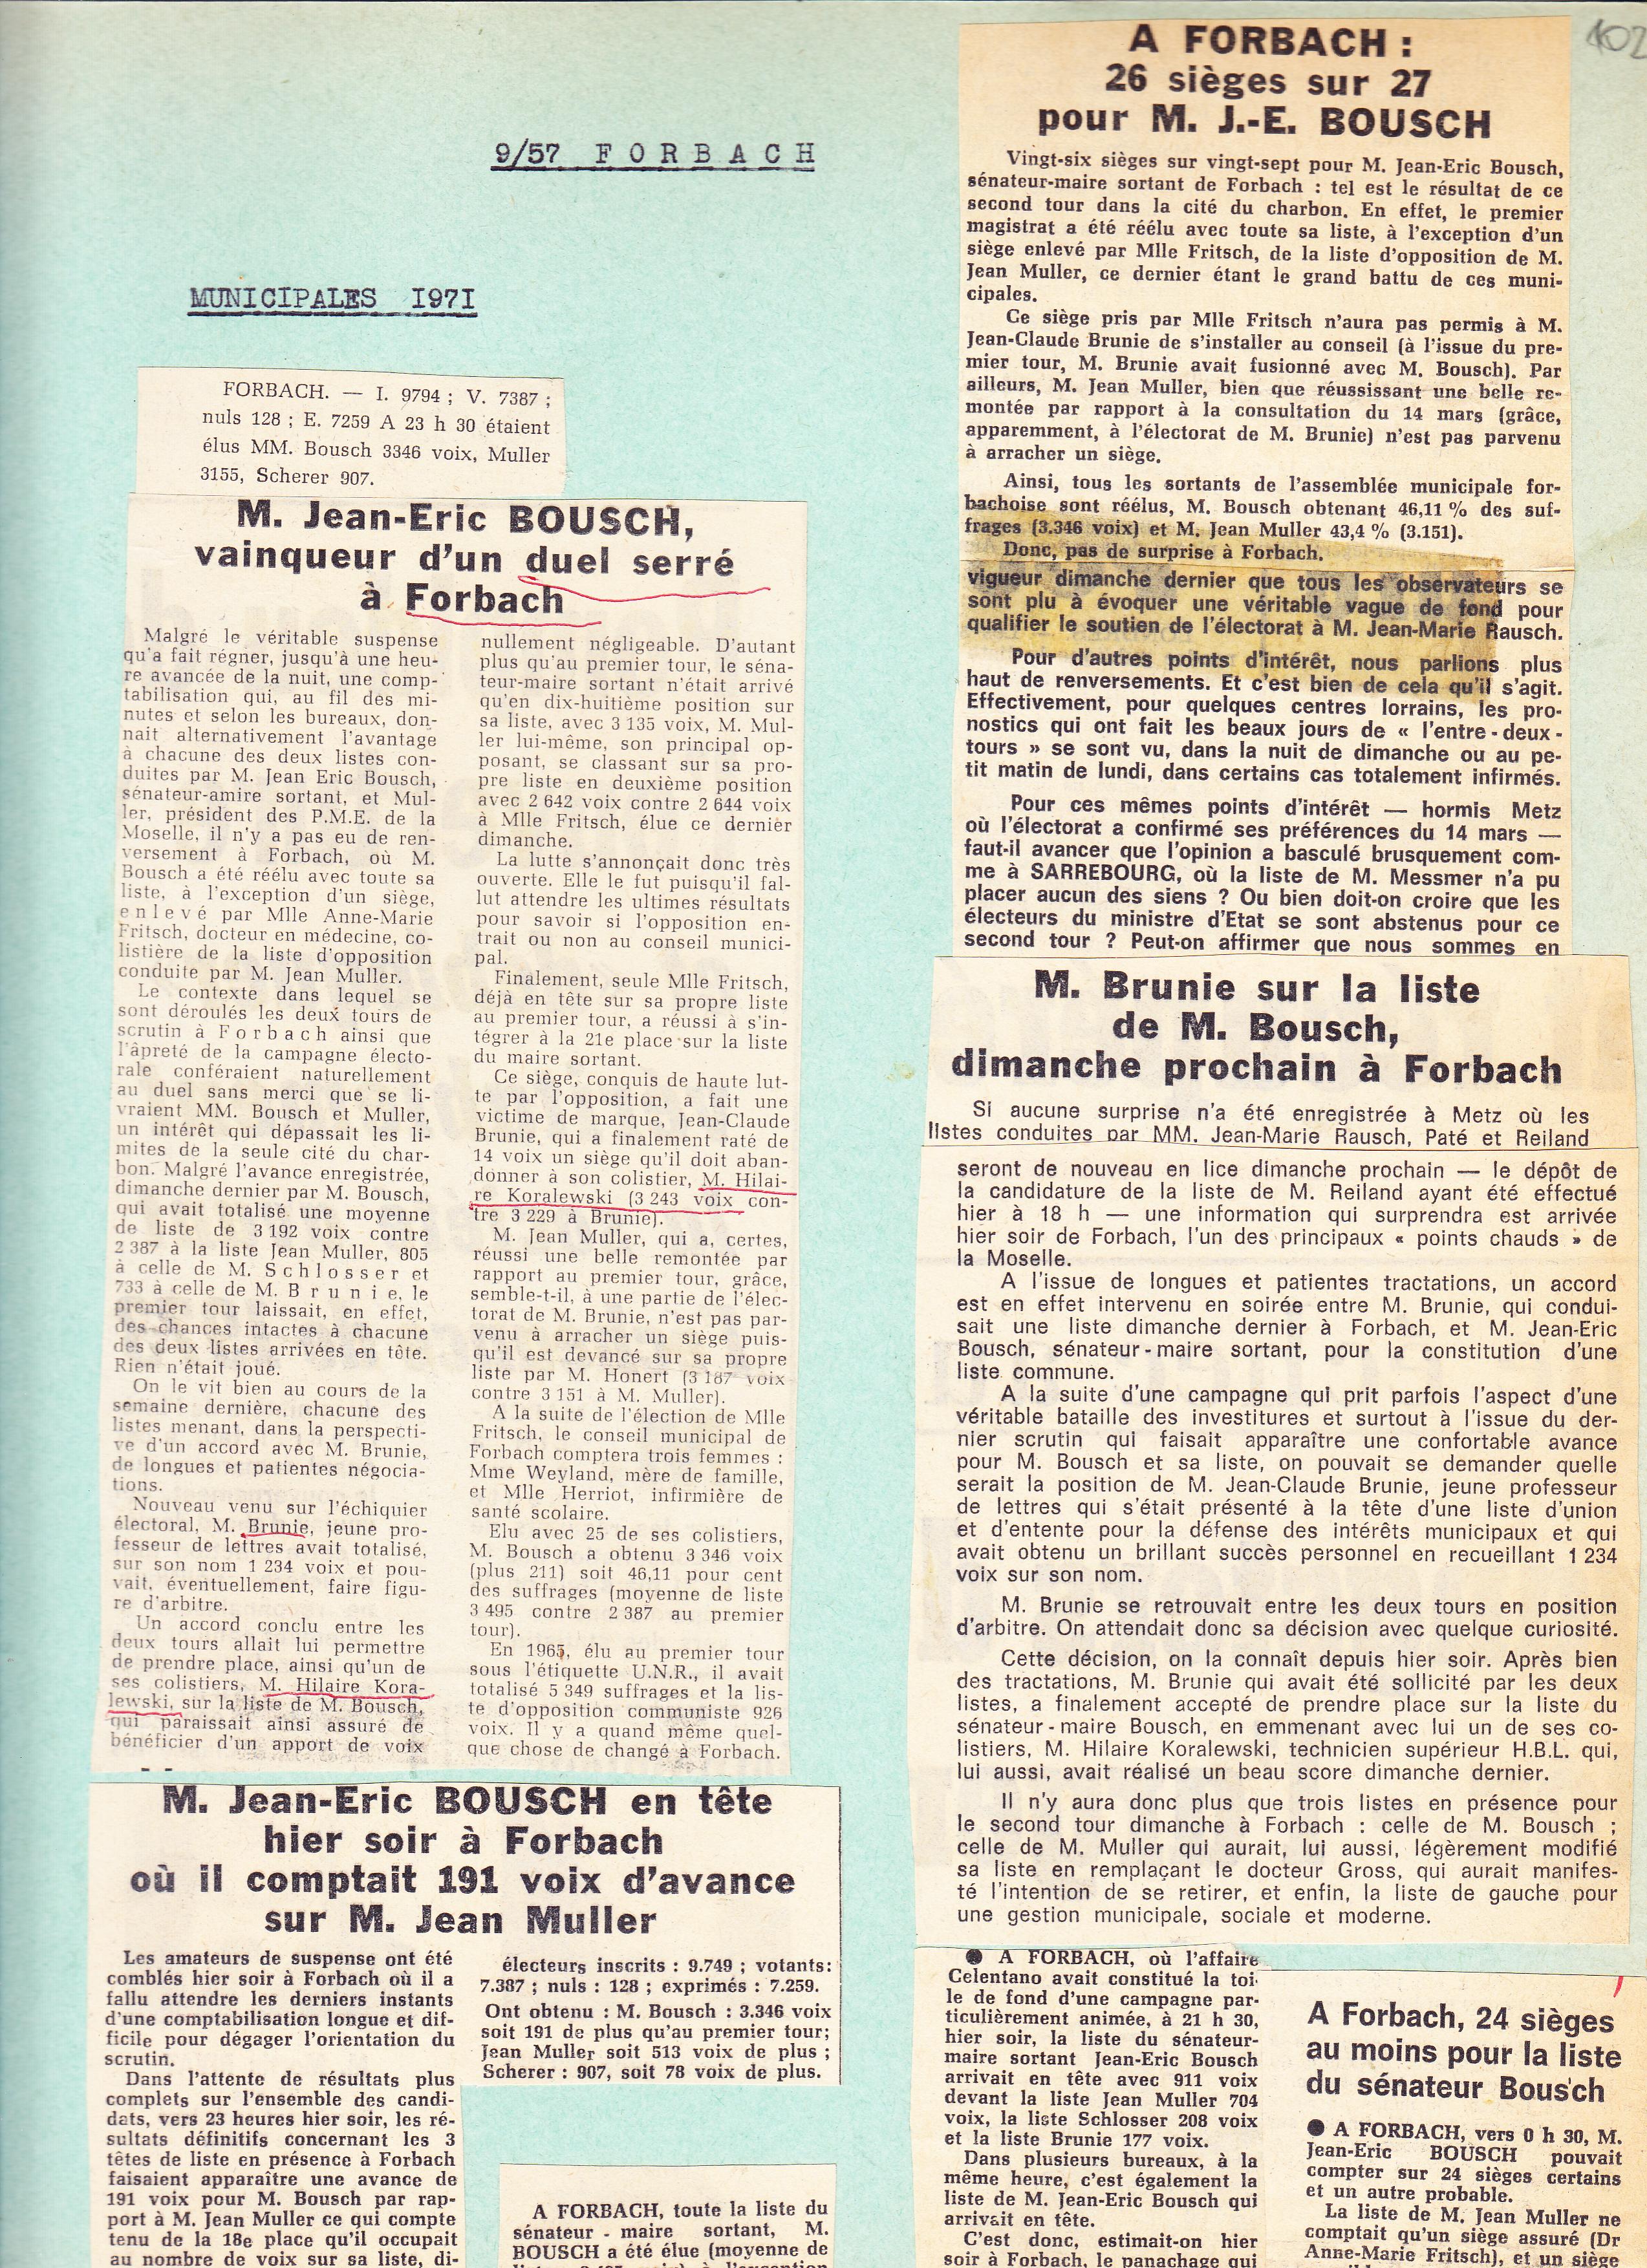 102
9/57 FORBACH
MUNICIPALES 1971
FORBACH. — I. 9794 ; V. 7387 ;
nuls 128 ; E. 7259 A 23 h 30 étaient
élus MM. Bousch 3346 voix, Muller
3155, Scherer 907.
M. Jean-Eric BOUSCH,
vainqueur d'un duel serré
à Forbach
Malgré le véritable suspense
qu'a fait régner, jusqu'à une heu-
re avancée de la nuit, une comp-
tabilisation qui, au fil des mi-
nutes et selon les bureaux, don-
nait alternativement l'avantage
à chacune des deux listes con-
duites par M. Jean Eric Bousch,
sénateur-amire sortant, et Mul-
ler, président des P.M.E. de la
Moselle, il n'y a pas eu de ren-
versement à Forbach, où M.
Bousch a été réélu avec toute sa
liste, à l'exception d'un siège,
enlevé par Mlle Anne-Marie
Fritsch, docteur en médecine, co-
listière de la liste d'opposition
conduite par M. Jean Muller.
Le contexte dans lequel se
sont déroulés les deux tours de
scrutin à Forbach ainsi que
l'âpreté de la campagne électo-
rale conféraient naturellement
au duel sans merci que se li-
vraient MM. Bousch et Muller,
un intérêt qui dépassait les li-
mites de la seule cité du char-
bon. Malgré l'avance enregistrée,
dimanche dernier par M. Bousch,
qui avait totalisé une moyenne
de liste de 3 192 voix contre
2 387 à la liste Jean Muller, 805
à celle de M. Schlosser et
733 à celle de M. Brunie, le
premier tour laissait, en effet,
des chances intactes à chacune
des deux listes arrivées en tête.
Rien n'était joué.
On le vit bien au cours de la
semaine dernière, chacune des
listes menant, dans la perspecti-
ve d'un accord avec M. Brunie,
de longues et patientes négocia-
tions.
Nouveau venu sur l'échiquier
électoral, M. Brunie, jeune pro-
fesseur de lettres avait totalisé,
sur son nom 1 234 voix et pou-
vait, éventuellement, faire figu-
re d'arbitre.
Un accord conclu entre les
deux tours allait lui permettre
de prendre place, ainsi qu'un de
ses colistiers, M. Hilaire Kora-
lewski, sur la liste de M. Bousch,
qui paraissait ainsi assuré de
bénéficier d'un apport de voix
nullement négligeable. D'autant
plus qu'au premier tour, le séna-
teur-maire sortant n'était arrivé
qu'en dix-huitième position sur
sa liste, avec 3 135 voix, M. Mul-
ler lui-même, son principal op-
posant, se classant sur sa pro-
pre liste en deuxième position
avec 2 642 voix contre 2 644 voix
à Mlle Fritsch, élue ce dernier
dimanche.
La lutte s'annonçait donc très
ouverte. Elle le fut puisqu'il fal-
lut attendre les ultimes résultats
pour savoir si l'opposition en-
trait ou non au conseil munici-
pal.
Finalement, seule Mlle Fritsch,
déjà en tête sur sa propre liste
au premier tour, a réussi à s'in-
tégrer à la 21e place sur la liste
du maire sortant.
Ce siège, conquis de haute lut-
te par l'opposition, a fait une
victime de marque, Jean-Claude
Brunie, qui a finalement raté de
14 voix un siège qu'il doit aban-
donner à son colistier, M. Hilai-
re Koralewski (3 243 voix con-
tre 3 229 à Brunie).
M. Jean Muller, qui a, certes,
réussi une belle remontée par
rapport au premier tour, grâce,
semble-t-il, à une partie de l'élec-
torat de M. Brunie, n'est pas par-
venu à arracher un siège puis-
qu'il est devancé sur sa propre
liste par M. Honert (3 187 voix
contre 3 151 à M. Muller).
A la suite de l'élection de Mlle
Fritsch, le conseil municipal de
Forbach comptera trois femmes :
Mme Weyland, mère de famille,
et Mlle Herriot, infirmière de
santé scolaire.
Elu avec 25 de ses colistiers,
M. Bousch a obtenu 3 346 voix
(plus 211) soit 46,11 pour cent
des suffrages (moyenne de liste
3 495 contre 2 387 au premier
tour).
En 1965, élu au premier tour
sous l'étiquette U.N.R., il avait
totalisé 5 349 suffrages et la lis-
te d'opposition communiste 926
voix. Il y a quand même quel-
que chose de changé à Forbach.
M. Jean-Eric BOUSCH en tête
hier soir à Forbach
où il comptait 191 voix d'avance
sur M. Jean Muller
Les amateurs de suspense ont été
comblés hier soir à Forbach où il a
fallu attendre les derniers instants
d'une comptabilisation longue et dif-
ficile pour dégager l'orientation du
scrutin.
Dans l'attente de résultats plus
complets sur l'ensemble des candi-
dats, vers 23 heures hier soir, les ré-
sultats définitifs concernant les 3
têtes de liste en présence à Forbach
faisaient apparaître une avance de
191 voix pour M. Bousch par rap-
port à M. Jean Muller ce qui compte
tenu de la 18e place qu'il occupait
au nombre de voix sur sa liste, di-
électeurs inscrits : 9.749 ; votants:
7.387 ; nuls : 128 ; exprimés : 7.259.
Ont obtenu : M. Bousch : 3.346 voix
soit 191 de plus qu'au premier tour;
Jean Muller soit 513 voix de plus ;
Scherer : 907, soit 78 voix de plus.
A FORBACH, toute la liste du
sénateur - maire sortant, M.
BOUSCH a été élue (moyenne de
A FORBACH :
26 sièges sur 27
pour M. J.-E. BOUSCH
Vingt-six sièges sur vingt-sept pour M. Jean-Eric Bousch,
sénateur-maire sortant de Forbach : tel est le résultat de ce
second tour dans la cité du charbon. En effet, le premier
magistrat a été réélu avec toute sa liste, à l'exception d'un
siège enlevé par Mlle Fritsch, de la liste d'opposition de M.
Jean Muller, ce dernier étant le grand battu de ces muni-
cipales.
Ce siège pris par Mlle Fritsch n'aura pas permis à M.
Jean-Claude Brunie de s'installer au conseil (à l'issue du pre-
mier tour, M. Brunie avait fusionné avec M. Bousch). Par
ailleurs, M. Jean Muller, bien que réussissant une belle re-
montée par rapport à la consultation du 14 mars (grâce,
apparemment, à l'électorat de M. Brunie) n'est pas parvenu
à arracher un siège.
Ainsi, tous les sortants de l'assemblée municipale for-
bachoise sont réélus, M. Bousch obtenant 46,11 % des suf-
frages (3.346 voix) et M. Jean Muller 43,4 % (3.151).
Donc, pas de surprise à Forbach.
vigueur dimanche dernier que tous les observateurs se
sont plu à évoquer une véritable vague de fond pour
qualifier le soutien de l'électorat à M. Jean-Marie Rausch.
Pour d'autres points d'intérêt, nous parlions plus
haut de renversements. Et c'est bien de cela qu'il s'agit.
Effectivement, pour quelques centres lorrains, les pro-
nostics qui ont fait les beaux jours de « l'entre-deux-
tours » se sont vu, dans la nuit de dimanche ou au pe-
tit matin de lundi, dans certains cas totalement infirmés.
Pour ces mêmes points d'intérêt — hormis Metz
où l'électorat a confirmé ses préférences du 14 mars —
faut-il avancer que l'opinion a basculé brusquement com-
me à SARREBOURG, où la liste de M. Messmer n'a pu
placer aucun des siens ? Ou bien doit-on croire que les
électeurs du ministre d'Etat se sont abstenus pour ce
second tour ? Peut-on affirmer que nous sommes en
M. Brunie sur la liste
de M. Bousch,
dimanche prochain à Forbach
Si aucune surprise n'a été enregistrée à Metz où les
listes conduites par MM. Jean-Marie Rausch, Paté et Reiland
seront de nouveau en lice dimanche prochain — le dépôt de
la candidature de la liste de M. Reiland ayant été effectué
hier à 18 h — une information qui surprendra est arrivée
hier soir de Forbach, l'un des principaux « points chauds » de
la Moselle.
A l'issue de longues et patientes tractations, un accord
est en effet intervenu en soirée entre M. Brunie, qui condui-
sait une liste dimanche dernier à Forbach, et M. Jean-Eric
Bousch, sénateur-maire sortant, pour la constitution d'une
liste commune.
A la suite d'une campagne qui prit parfois l'aspect d'une
véritable bataille des investitures et surtout à l'issue du der-
nier scrutin qui faisait apparaître une confortable avance
pour M. Bousch et sa liste, on pouvait se demander quelle
serait la position de M. Jean-Claude Brunie, jeune professeur
de lettres qui s'était présenté à la tête d'une liste d'union
et d'entente pour la défense des intérêts municipaux et qui
avait obtenu un brillant succès personnel en recueillant 1 234
voix sur son nom.
M. Brunie se retrouvait entre les deux tours en position
d'arbitre. On attendait donc sa décision avec quelque curiosité.
Cette décision, on la connaît depuis hier soir. Après bien
des tractations, M. Brunie qui avait été sollicité par les deux
listes, a finalement accepté de prendre place sur la liste du
sénateur-maire Bousch, en emmenant avec lui un de ses co-
listiers, M. Hilaire Koralewski, technicien supérieur H.B.L. qui,
lui aussi, avait réalisé un beau score dimanche dernier.
Il n'y aura donc plus que trois listes en présence pour
le second tour dimanche à Forbach : celle de M. Bousch ;
celle de M. Muller qui aurait, lui aussi, légèrement modifié
sa liste en remplaçant le docteur Gross, qui aurait manifes-
té l'intention de se retirer, et enfin, la liste de gauche pour
une gestion municipale, sociale et moderne.
● A FORBACH, où l'affaire
Celentano avait constitué la toi-
le de fond d'une campagne par-
ticulièrement animée, à 21 h 30,
hier soir, la liste du sénateur-
maire sortant Jean-Eric Bousch
arrivait en tête avec 911 voix
devant la liste Jean Muller 704
voix, la liste Schlosser 208 voix
et la liste Brunie 177 voix.
Dans plusieurs bureaux, à la
même heure, c'est également la
liste de M. Jean-Eric Bousch qui
arrivait en tête.
C'est donc, estimait-on hier
soir à Forbach, le panachage qui
A Forbach, 24 sièges
au moins pour la liste
du sénateur Bousch
● A FORBACH, vers 0 h 30, M.
Jean-Eric BOUSCH pouvait
compter sur 24 sièges certains
et un autre probable.
La liste de M. Jean Muller ne
comptait qu'un siège assuré (Dr
Anne-Marie Fritsch), et un siège